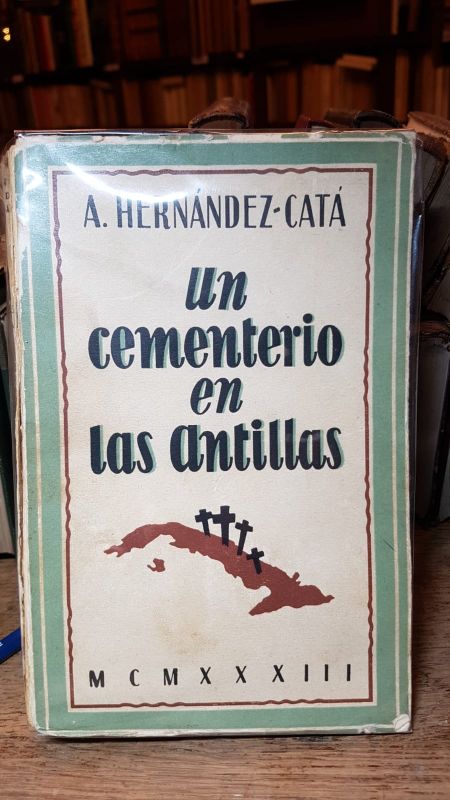 A. HERNÁNDEZ-CATÁ
un
cementerio
en
las antillas
MCMXXXIII